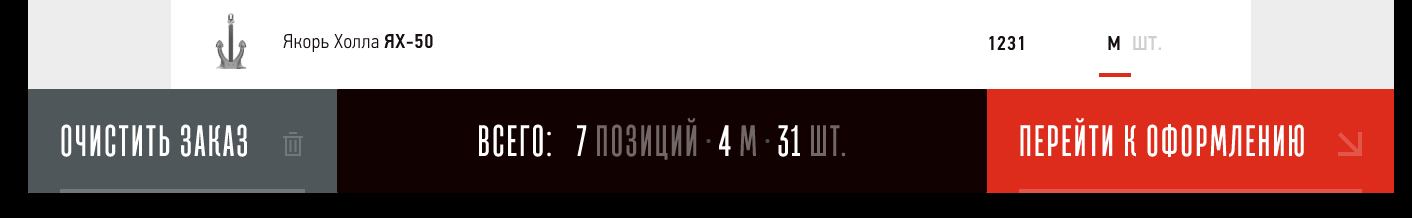 Якорь Холла ЯХ-50 1231 М ШТ.
ОЧИСТИТЬ ЗАКАЗ ВСЕГО: 7 ПОЗИЦИЙ · 4 М · 31 ШТ. ПЕРЕЙТИ К ОФОРМЛЕНИЮ